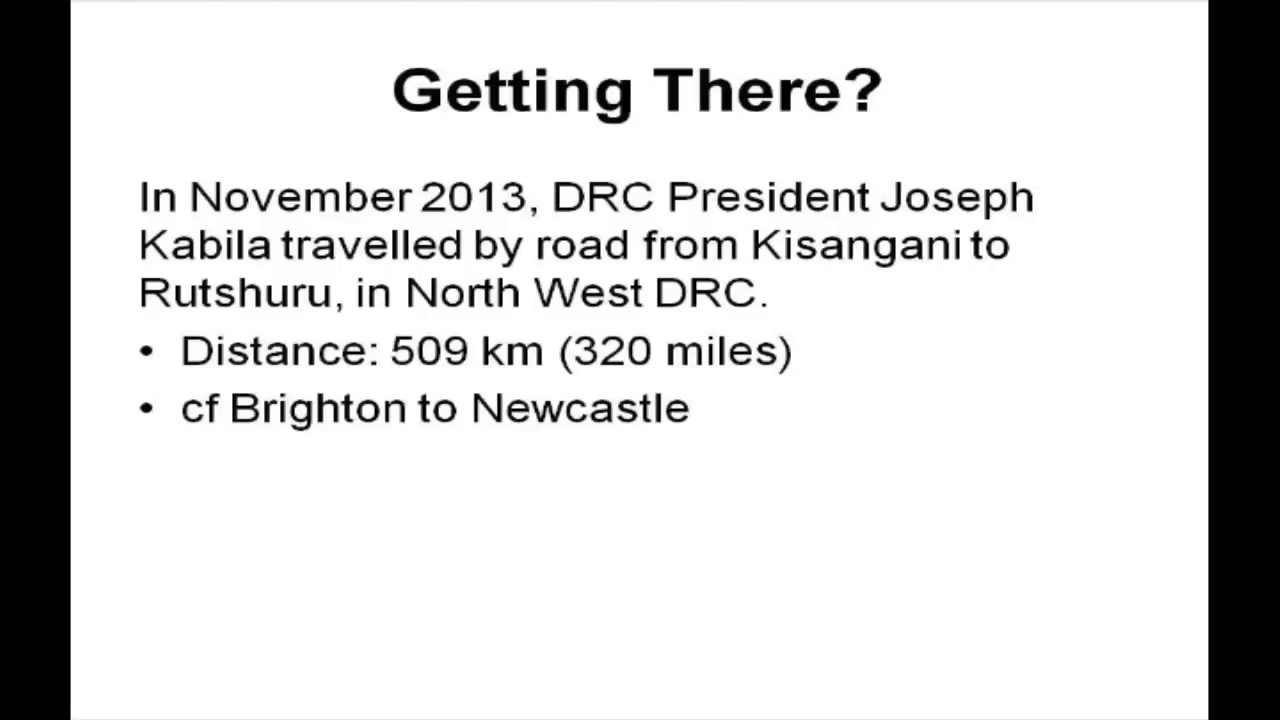 Getting There?
In November 2013, DRC President Joseph
Kabila travelled by road from Kisangani to
Rutshuru, in North West DRC.
• Distance: 509 km (320 miles)
• cf Brighton to Newcastle